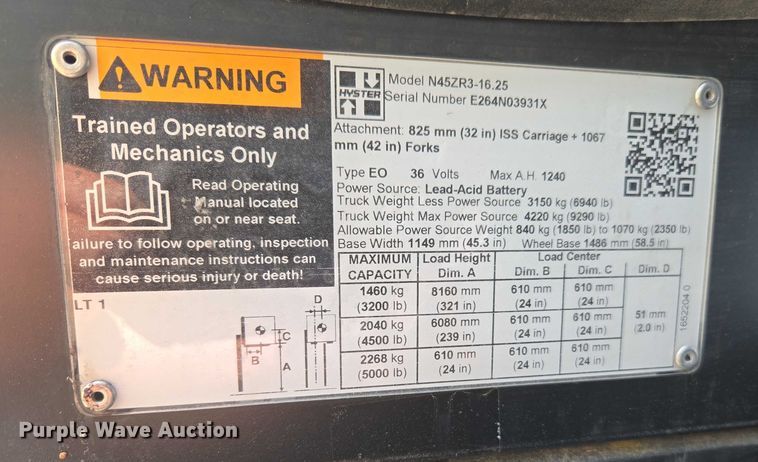 WARNING
Trained Operators and
Mechanics Only
Read Operating
Manual located
on or near seat.
ailure to follow operating, inspection
and maintenance instructions can
cause serious injury or death!
LT 1
D
C
B
A
HYSTER
Model N45ZR3-16.25
Serial Number E264N03931X
Attachment: 825 mm (32 in) ISS Carriage + 1067
mm (42 in) Forks
Type EO 36 Volts Max A.H. 1240
Power Source: Lead-Acid Battery
Truck Weight Less Power Source 3150 kg (6940 lb)
Truck Weight Max Power Source 4220 kg (9290 lb)
Allowable Power Source Weight 840 kg (1850 lb) to 1070 kg (2350 lb)
Base Width 1149 mm (45.3 in) Wheel Base 1486 mm (58.5 in)
MAXIMUM CAPACITY Load Height Dim. A Load Center Dim. B Dim. C Dim. D
1460 kg 8160 mm 610 mm 610 mm
(3200 lb) (321 in) (24 in) (24 in)
2040 kg 6080 mm 610 mm 610 mm 51 mm
(4500 lb) (239 in) (24 in) (24 in) (2.0 in)
2268 kg 610 mm 610 mm 610 mm
(5000 lb) (24 in) (24 in) (24 in)
1652204.0
Purple Wave Auction